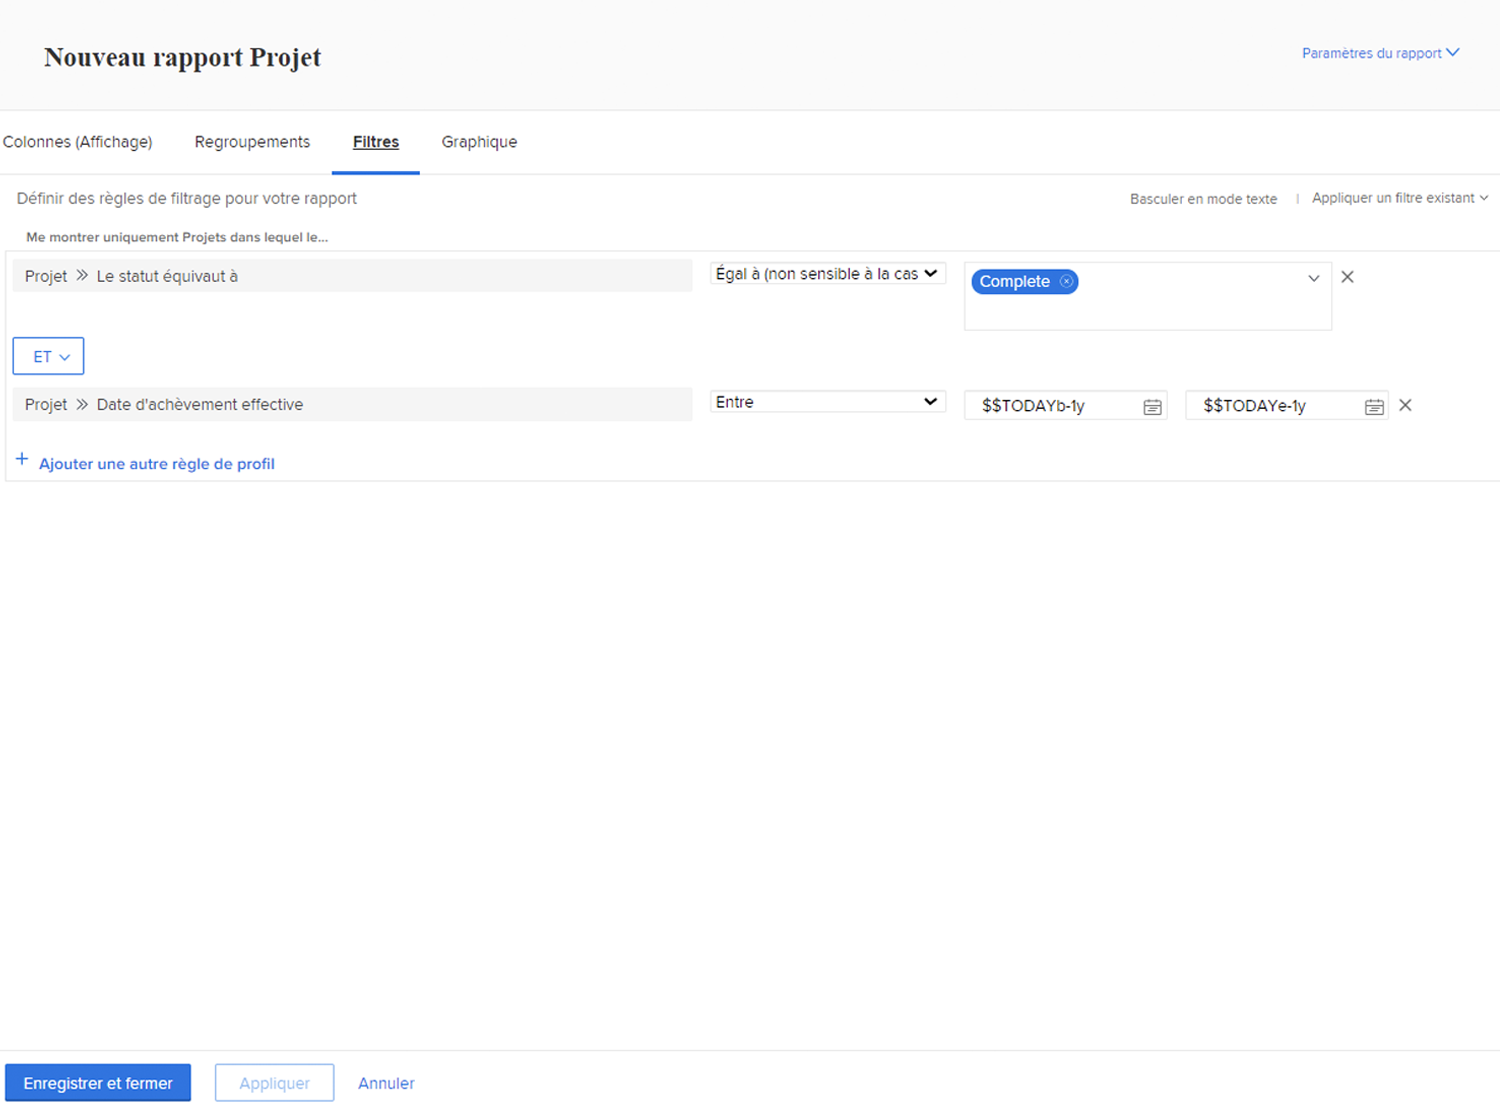 Nouveau rapport Projet
Paramètres du rapport
Colonnes (Affichage) Regroupements Filtres Graphique
Définir des règles de filtrage pour votre rapport
Basculer en mode texte | Appliquer un filtre existant
Me montrer uniquement Projets dans lequel le...
Projet » Le statut équivaut à Égal à (non sensible à la cas Complete
ET
Projet » Date d'achèvement effective Entre $$TODAYb-1y $$TODAYe-1y
+ Ajouter une autre règle de profil
Enregistrer et fermer Appliquer Annuler